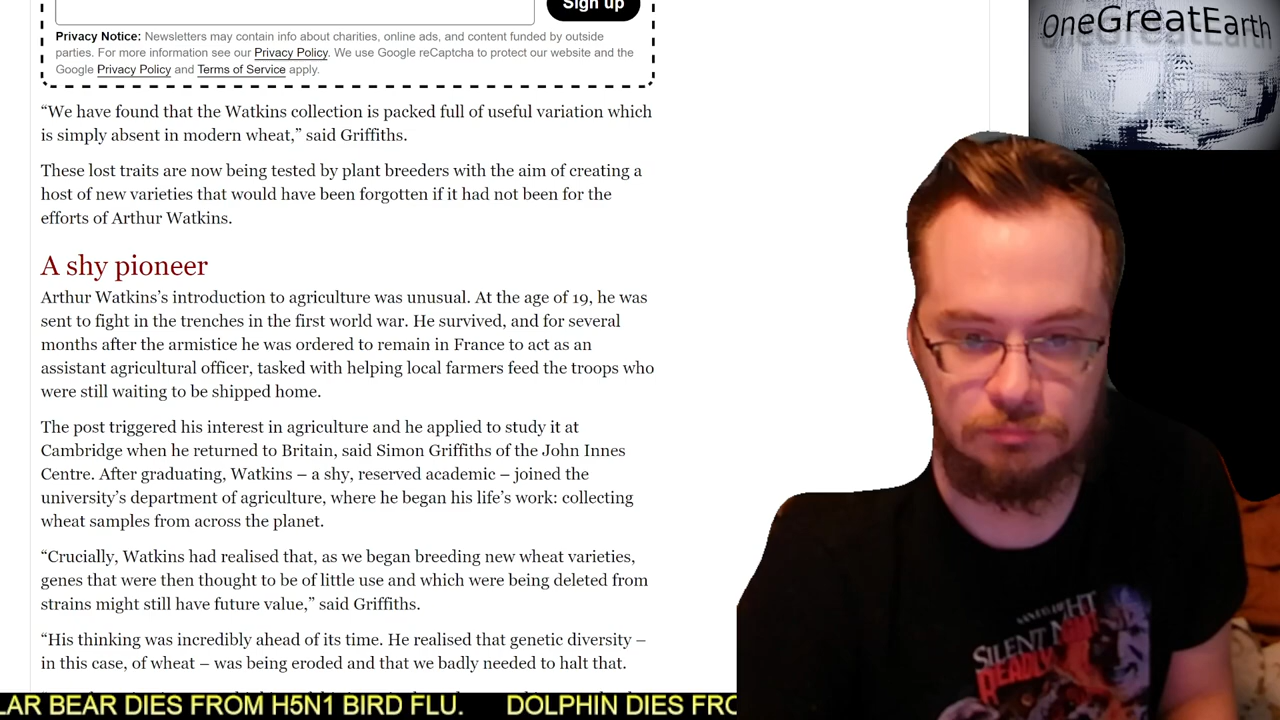 Sign up
Privacy Notice: Newsletters may contain info about charities, online ads, and content funded by outside
parties. For more information see our Privacy Policy. We use Google reCaptcha to protect our website and the
Google Privacy Policy and Terms of Service apply.
OneGreatEarth
“We have found that the Watkins collection is packed full of useful variation which
is simply absent in modern wheat,” said Griffiths.
These lost traits are now being tested by plant breeders with the aim of creating a
host of new varieties that would have been forgotten if it had not been for the
efforts of Arthur Watkins.
A shy pioneer
Arthur Watkins’s introduction to agriculture was unusual. At the age of 19, he was
sent to fight in the trenches in the first world war. He survived, and for several
months after the armistice he was ordered to remain in France to act as an
assistant agricultural officer, tasked with helping local farmers feed the troops who
were still waiting to be shipped home.
The post triggered his interest in agriculture and he applied to study it at
Cambridge when he returned to Britain, said Simon Griffiths of the John Innes
Centre. After graduating, Watkins – a shy, reserved academic – joined the
university’s department of agriculture, where he began his life’s work: collecting
wheat samples from across the planet.
“Crucially, Watkins had realised that, as we began breeding new wheat varieties,
genes that were then thought to be of little use and which were being deleted from
strains might still have future value,” said Griffiths.
“His thinking was incredibly ahead of its time. He realised that genetic diversity –
in this case, of wheat – was being eroded and that we badly needed to halt that.
SILENT NIGHT
DEADLY
LAR BEAR DIES FROM H5N1 BIRD FLU. DOLPHIN DIES FRO